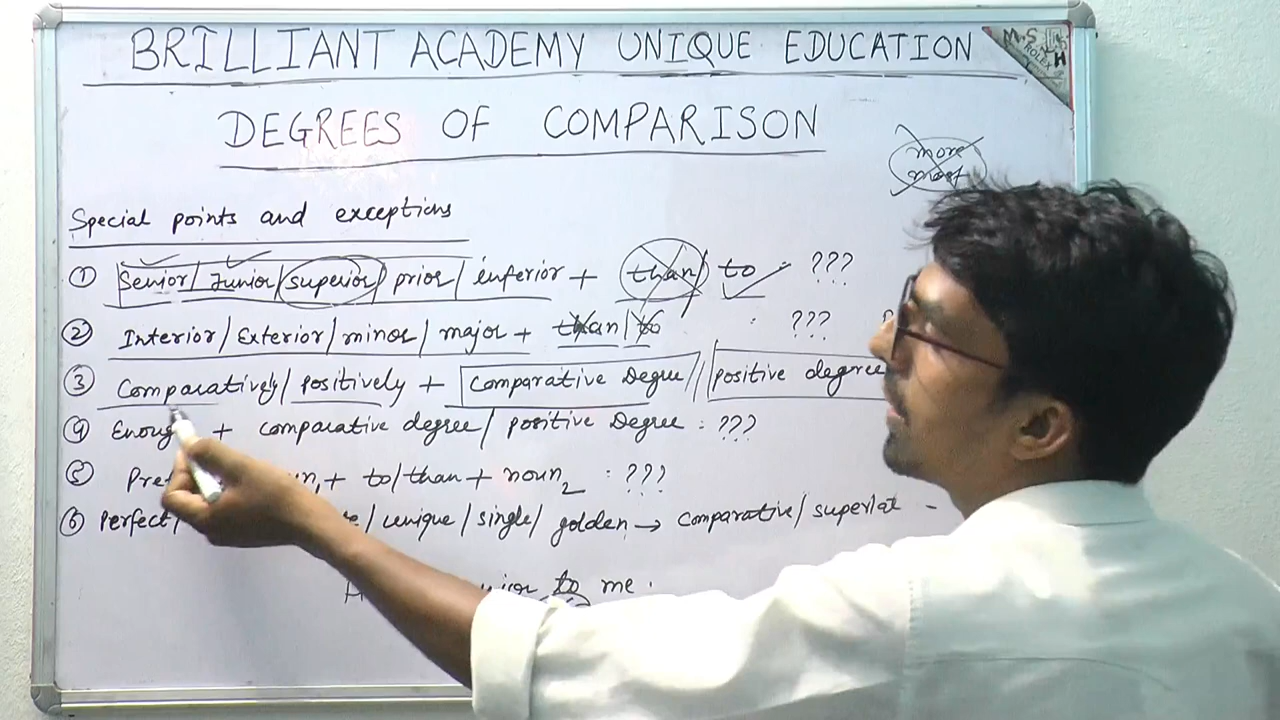 BRILLIANT ACADEMY UNIQUE EDUCATION
M.S
ROLEX
DEGREES OF COMPARISON
more
most
Special points and exceptions
① Senior/ Junior/ superior/ prior/ inferior + than/ to : ???
② Interior/ Exterior/ minor/ major + than/to : ???
③ Comparatively/ positively + Comparative Degree// positive degree
④ Enough + comparative degree/ positive Degree : ???
⑤ + to/than + noun2 : ???
⑥ Perfect/ / unique/ single/ golden → comparative/ superlat -
to me .